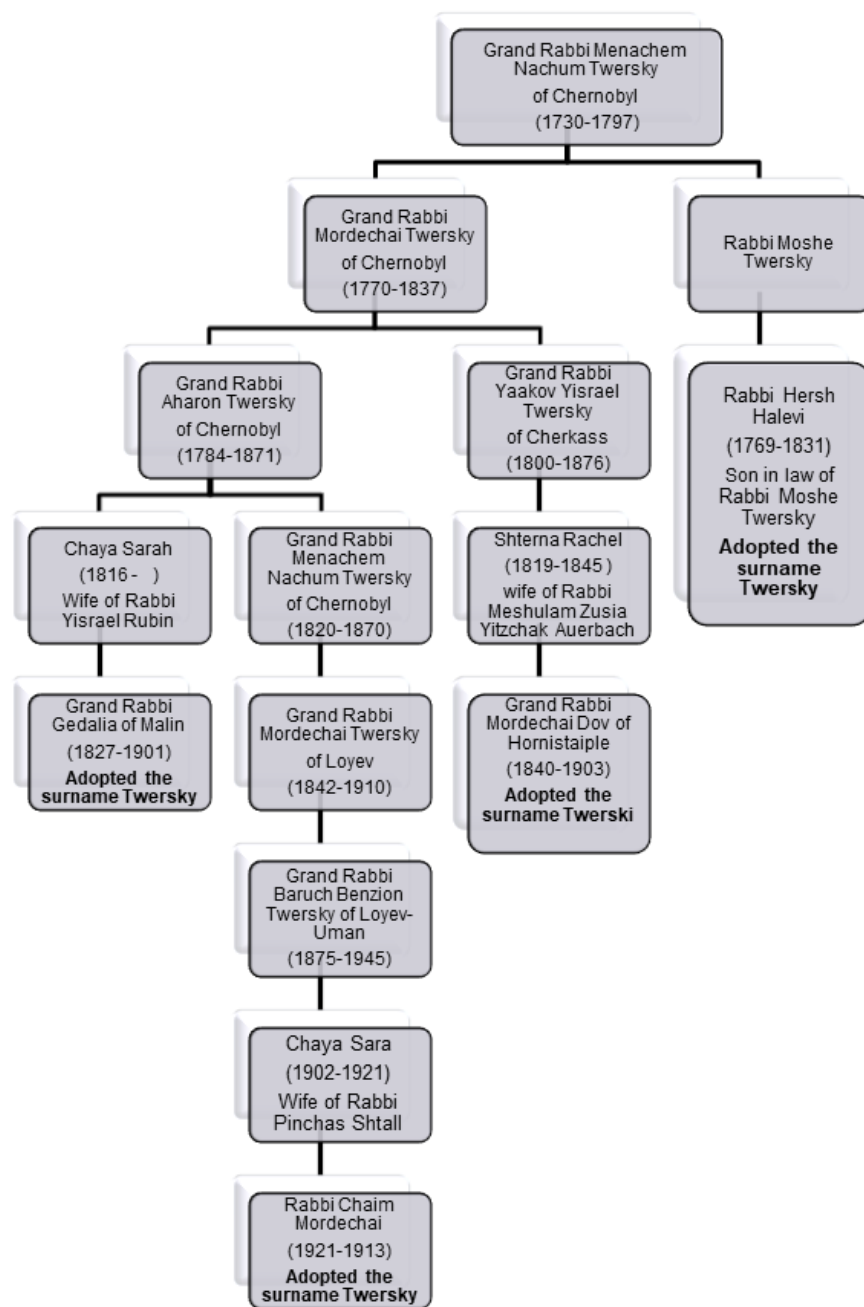 Grand Rabbi Menachem
Nachum Twersky
of Chernobyl
(1730-1797)
Grand Rabbi
Mordechai Twersky
of Chernobyl
(1770-1837)
Rabbi Moshe
Twersky
Grand Rabbi
Aharon Twersky
of Chernobyl
(1784-1871)
Grand Rabbi
Yaakov Yisrael
Twersky
of Cherkass
(1800-1876)
Rabbi Hersh
Halevi
(1769-1831)
Son in law of
Rabbi Moshe
Twersky
Adopted the
surname
Twersky
Chaya Sarah
(1816 - )
Wife of Rabbi
Yisrael Rubin
Grand Rabbi
Menachem
Nachum Twersky
of Chernobyl
(1820-1870)
Shterna Rachel
(1819-1845)
wife of Rabbi
Meshulam Zusia
Yitzchak Auerbach
Grand Rabbi
Gedalia of Malin
(1827-1901)
Adopted the
surname Twersky
Grand Rabbi
Mordechai Twersky
of Loyev
(1842-1910)
Grand Rabbi
Mordechai Dov of
Hornistaiple
(1840-1903)
Adopted the
surname Twerski
Grand Rabbi
Baruch Benzion
Twersky of Loyev-
Uman
(1875-1945)
Chaya Sara
(1902-1921)
Wife of Rabbi
Pinchas Shtall
Rabbi Chaim
Mordechai
(1921-1913)
Adopted the
surname Twersky